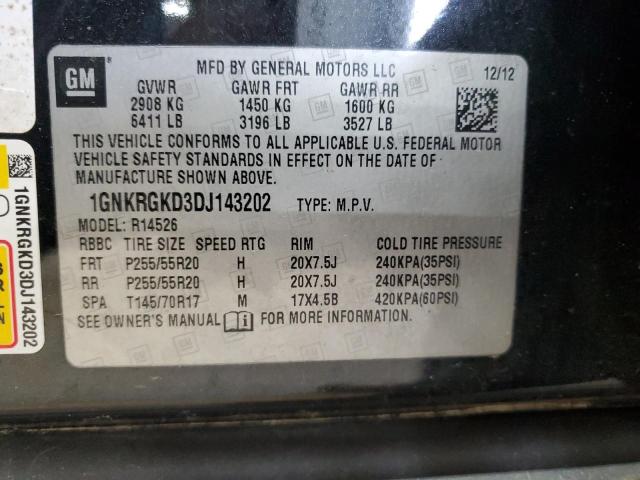 GM
MFD BY GENERAL MOTORS LLC 12/12
GVWR GAWR FRT GAWR RR
2908 KG 1450 KG 1600 KG
6411 LB 3196 LB 3527 LB
THIS VEHICLE CONFORMS TO ALL APPLICABLE U.S. FEDERAL MOTOR
VEHICLE SAFETY STANDARDS IN EFFECT ON THE DATE OF
MANUFACTURE SHOWN ABOVE.
1GNKRGKD3DJ143202 TYPE: M.P.V.
MODEL: R14526
RBBC TIRE SIZE SPEED RTG RIM COLD TIRE PRESSURE
FRT P255/55R20 H 20X7.5J 240KPA(35PSI)
RR P255/55R20 H 20X7.5J 240KPA(35PSI)
SPA T145/70R17 M 17X4.5B 420KPA(60PSI)
SEE OWNER'S MANUAL i FOR MORE INFORMATION.
1GNKRGKD3DJ143202